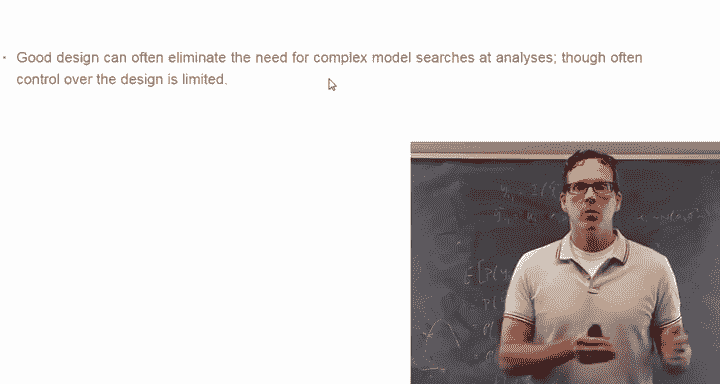 Good design can often eliminate the need for complex model searches at analyses; though often
control over the design is limited.